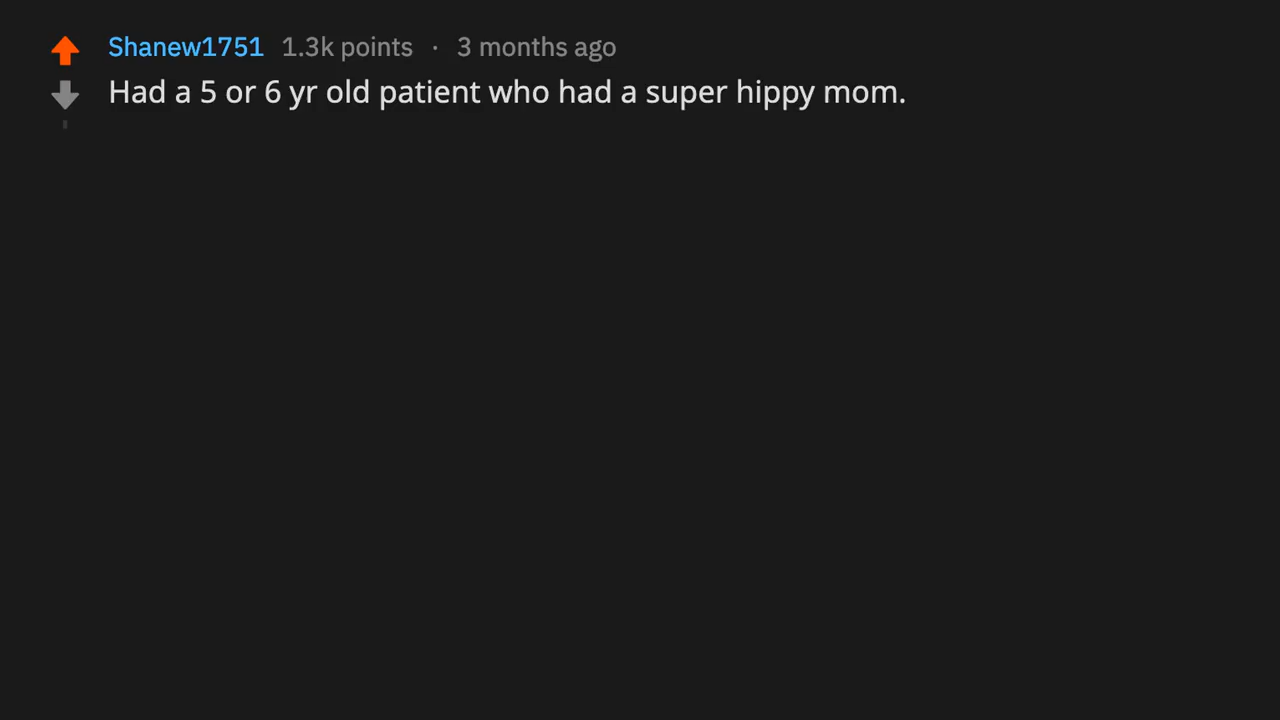 Shanew1751 1.3k points · 3 months ago
Had a 5 or 6 yr old patient who had a super hippy mom.